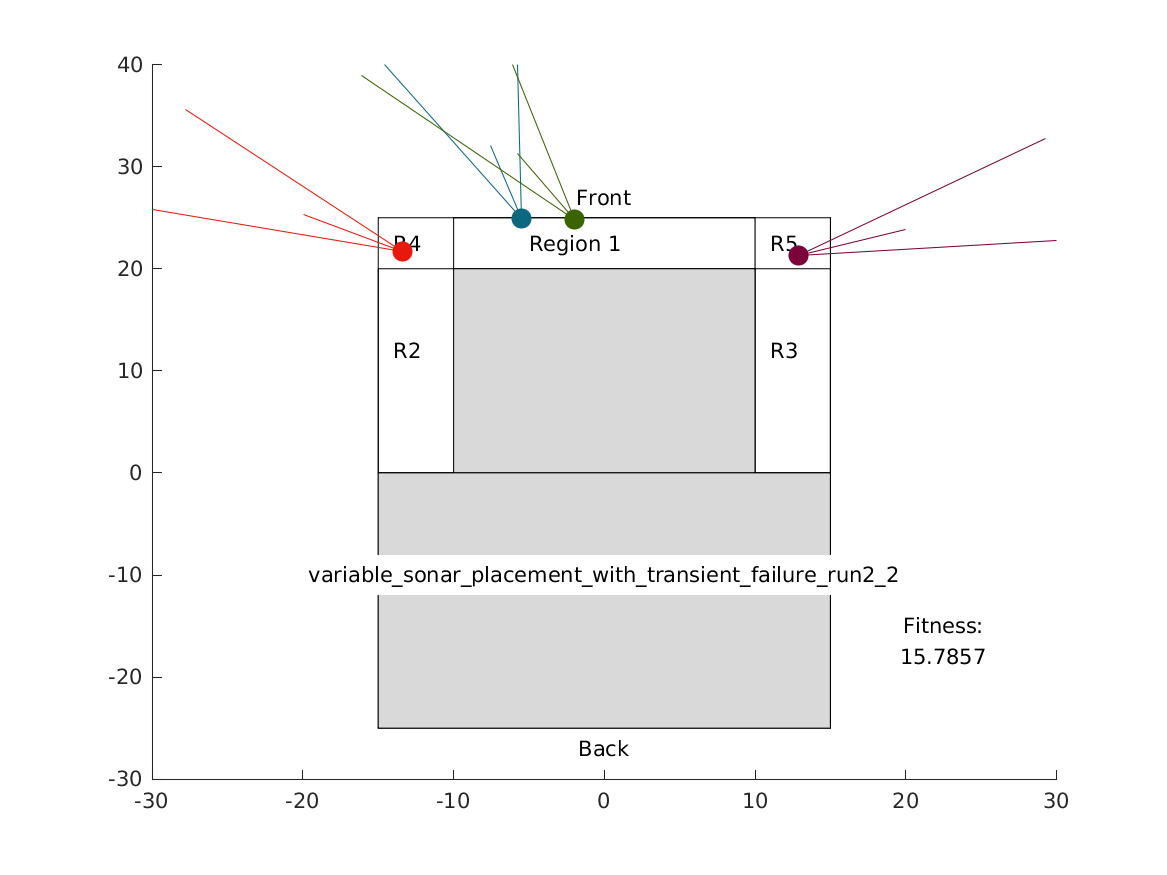 40
30
20
10
0
-10
-20
-30
Front
R4
Region 1
R5
R2
R3
variable_sonar_placement_with_transient_failure_run2_2
Fitness:
15.7857
Back
-30
-20
-10
0
10
20
30